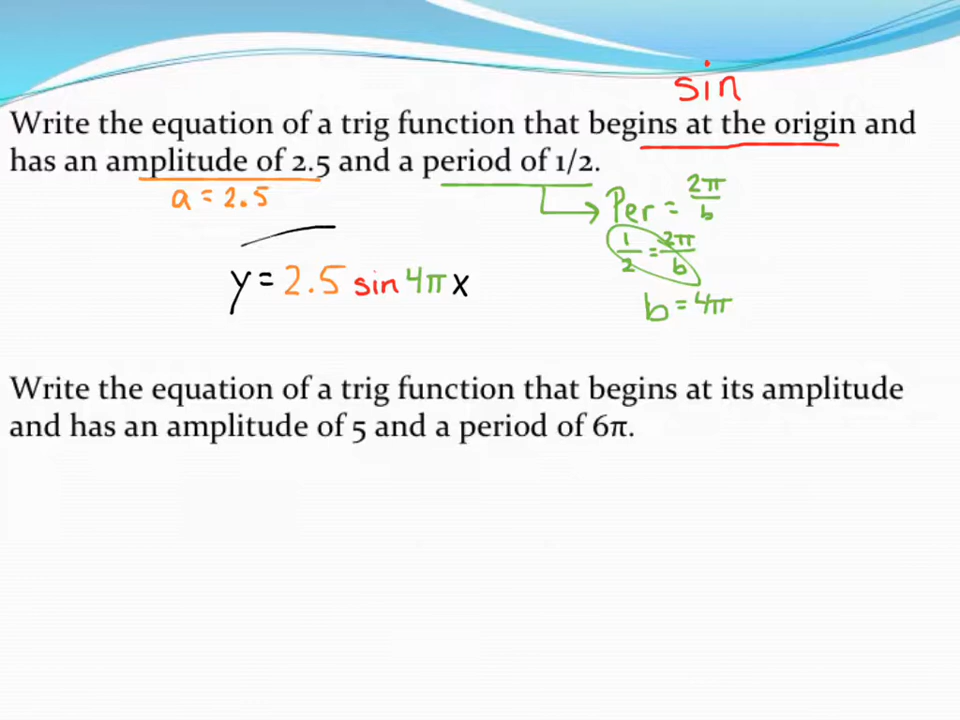 sin
Write the equation of a trig function that begins at the origin and
has an amplitude of 2.5 and a period of 1/2.
a = 2.5
Per = 2π/b
1/2 = 2π/b
y = 2.5 sin 4π x
b = 4π
Write the equation of a trig function that begins at its amplitude
and has an amplitude of 5 and a period of 6π.